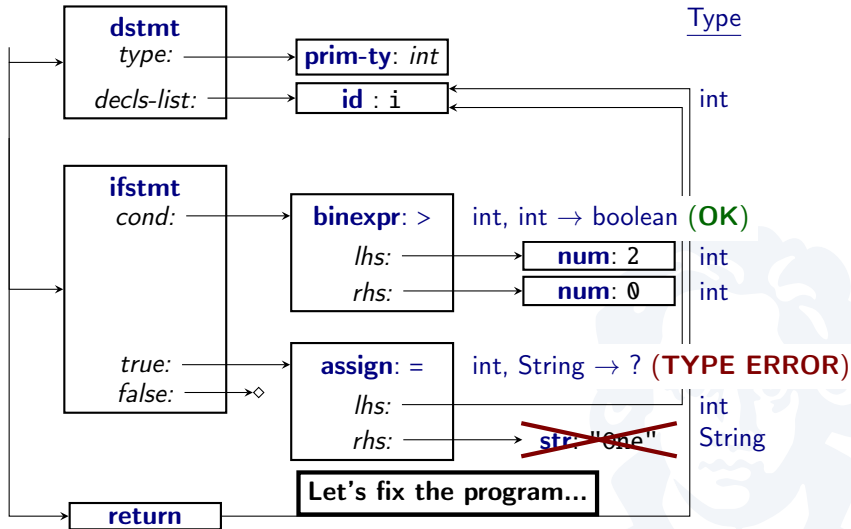 Type
dstmt
type:
prim-ty: int
decls-list:
id : i
int
ifstmt
cond:
binexpr: >
int, int → boolean (OK)
lhs:
num: 2
int
rhs:
num: 0
int
true:
assign: =
int, String → ? (TYPE ERROR)
false:
lhs:
int
rhs:
str: "One"
String
Let's fix the program...
return